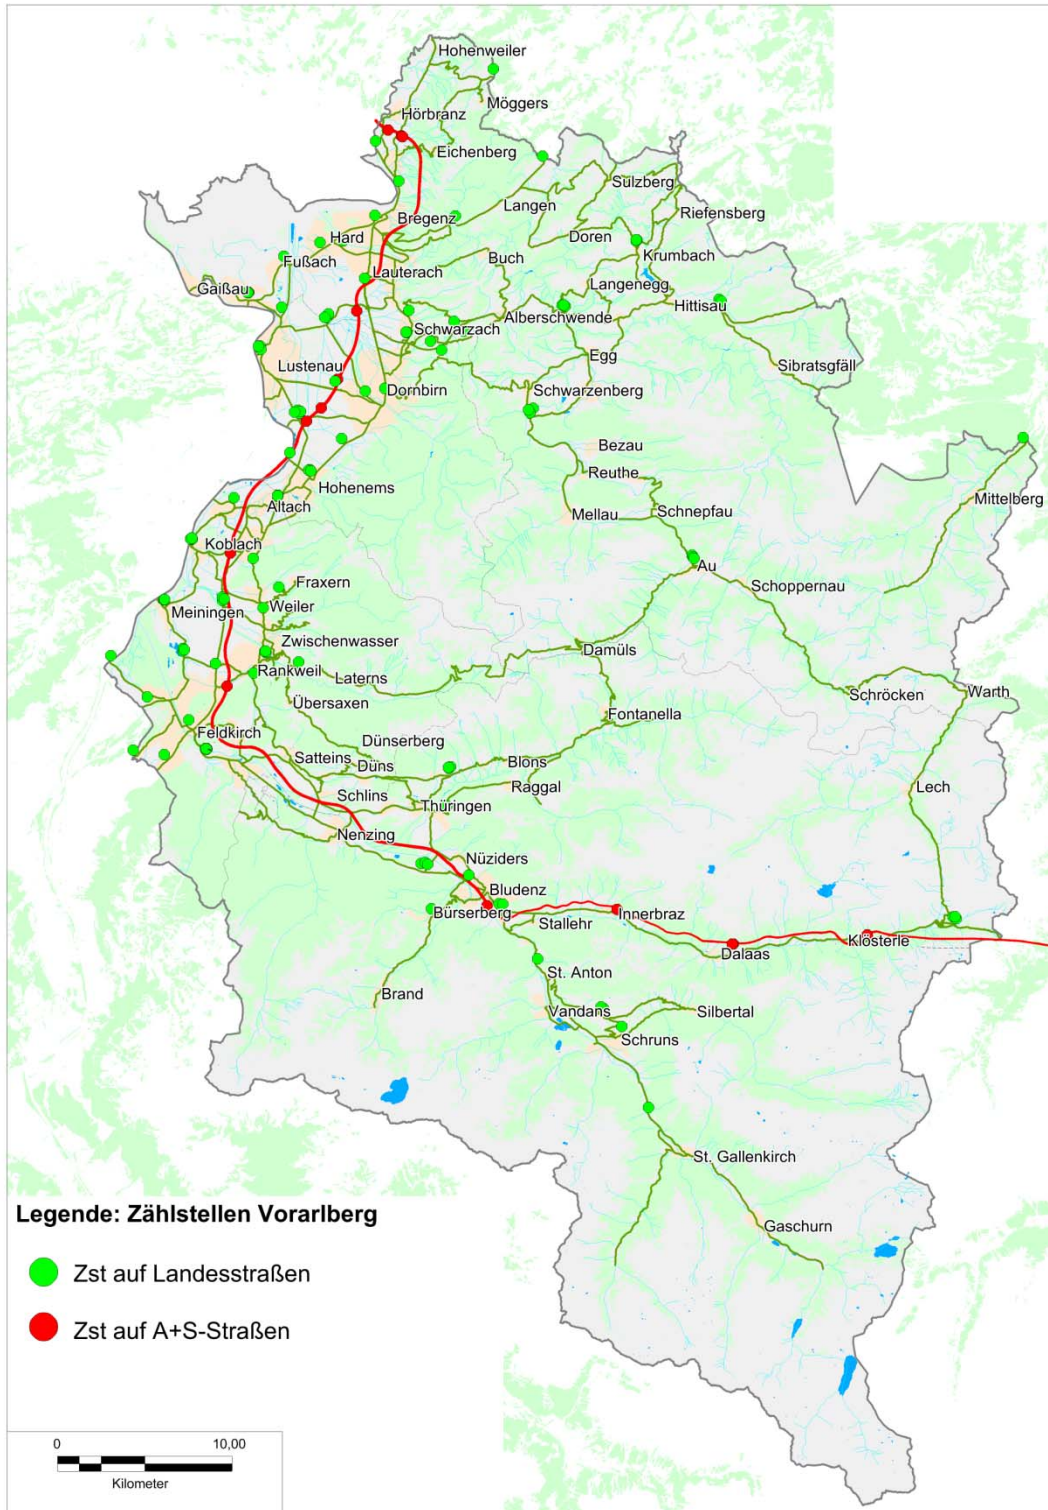 Hohenweiler
Möggers
Hörbranz
Eichenberg
Sulzberg
Langen
Riefensberg
Bregenz
Doren
Hard
Krumbach
Buch
Fußach
Lauterach
Langenegg
Gaißau
Hittisau
Alberschwende
Schwarzach
Egg
Sibratsgfäll
Lustenau
Dornbirn
Schwarzenberg
Bezau
Reuthe
Hohenems
Mittelberg
Altach
Mellau
Schnepfau
Koblach
Au
Fraxern
Schoppernau
Weiler
Meiningen
Zwischenwasser
Damüls
Rankweil
Laterns
Schröcken
Warth
Übersaxen
Fontanella
Feldkirch
Dünserberg
Satteins
Düns
Blons
Raggal
Lech
Schlins
Thüringen
Nenzing
Nüziders
Bludenz
Bürserberg
Innerbraz
Stallehr
Klösterle
Dalaas
St. Anton
Brand
Vandans
Silbertal
Schruns
St. Gallenkirch
Gaschurn
Legende: Zählstellen Vorarlberg
Zst auf Landesstraßen
Zst auf A+S-Straßen
0 10,00
Kilometer